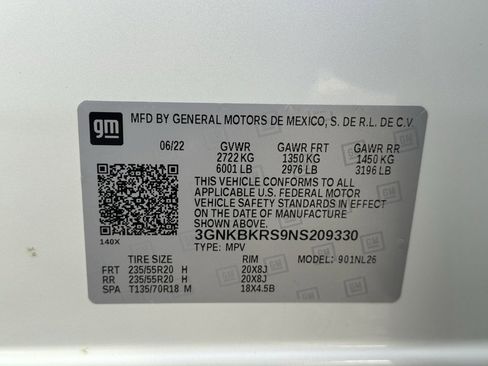 gm
MFD BY GENERAL MOTORS DE MEXICO, S. DE R.L. DE C.V.
06/22 GVWR GAWR FRT GAWR RR
2722 KG 1350 KG 1450 KG
6001 LB 2976 LB 3196 LB
THIS VEHICLE CONFORMS TO ALL
APPLICABLE U.S. FEDERAL MOTOR
VEHICLE SAFETY STANDARDS IN EFFECT
ON THE DATE OF MANUFACTURE
SHOWN ABOVE.
3GNKBKRS9NS209330
140X TYPE: MPV
TIRE SIZE RIM MODEL: 901NL26
FRT 235/55R20 H 20X8J
RR 235/55R20 H 20X8J
SPA T135/70R18 M 18X4.5B